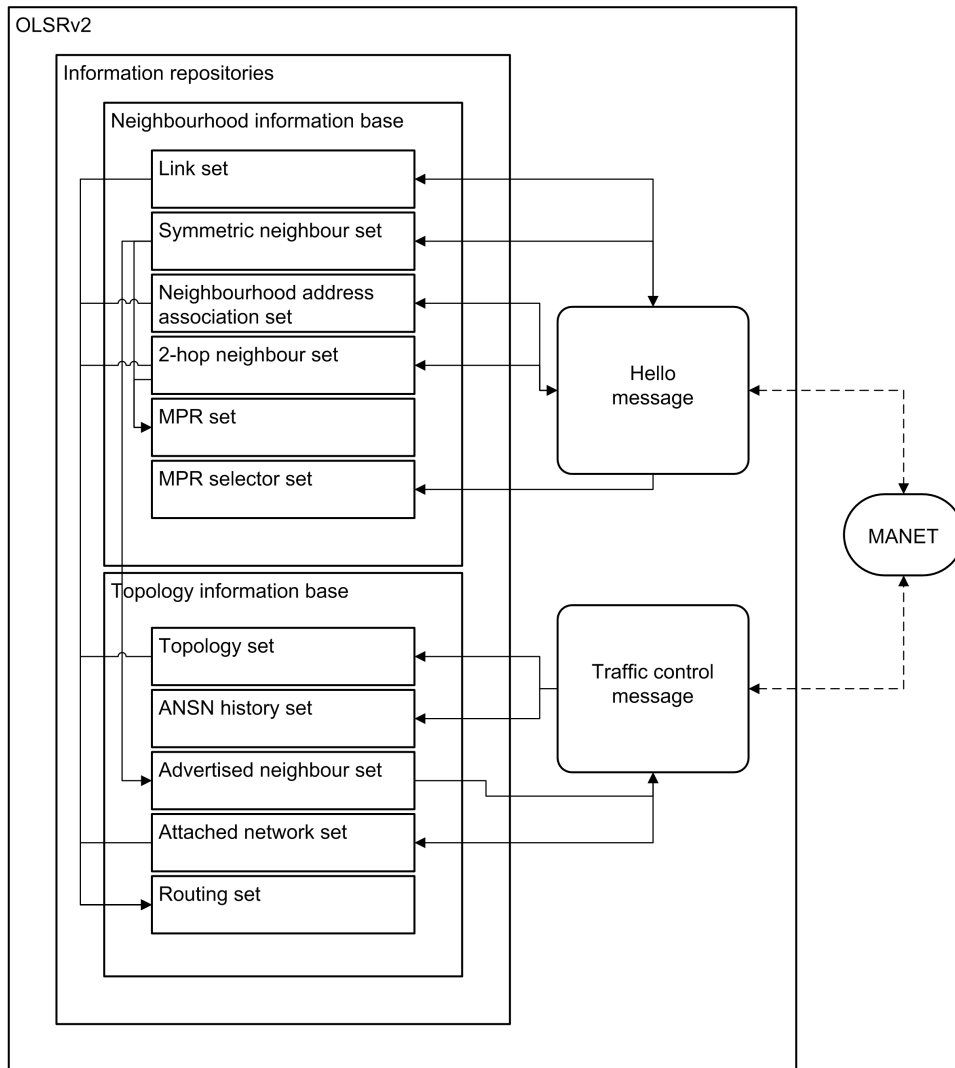 OLSRv2
Information repositories
Neighbourhood information base
Link set
Symmetric neighbour set
Neighbourhood address
association set
2-hop neighbour set
MPR set
MPR selector set
Hello
message
MANET
Topology information base
Topology set
ANSN history set
Advertised neighbour set
Attached network set
Routing set
Traffic control
message